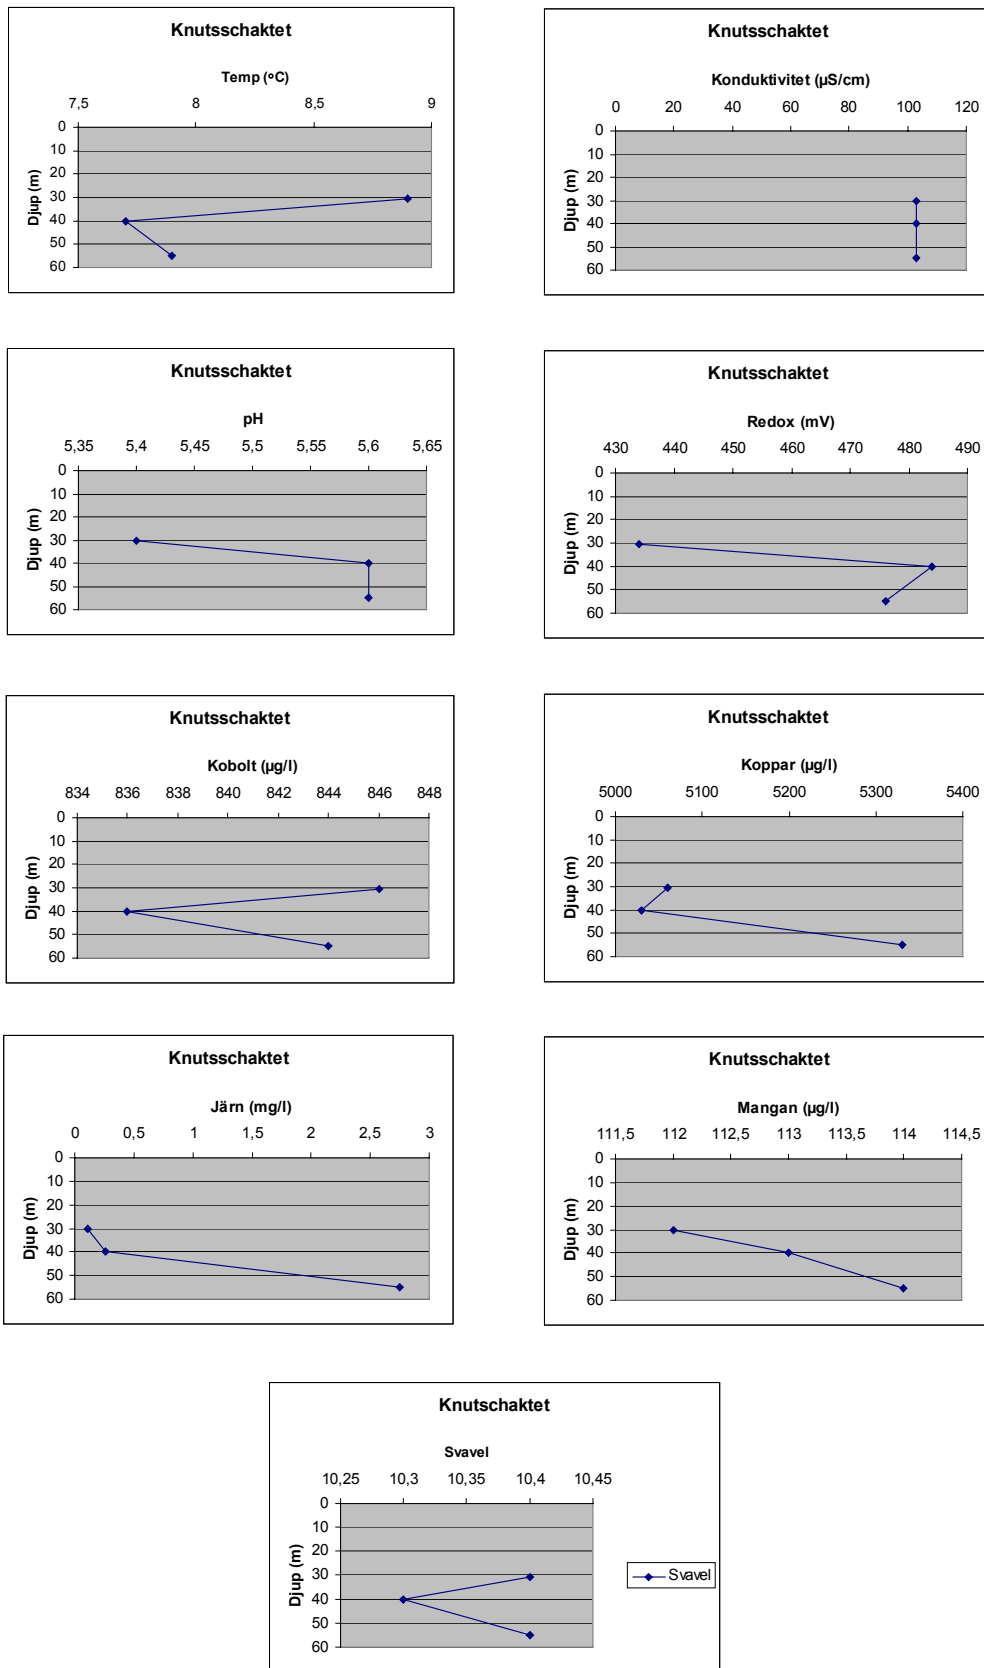 Knutsschaktet
Temp (°C)
7,5 8 8,5 9
0
10
20
30
40
50
60
Djup (m)
Knutsschaktet
Konduktivitet (µS/cm)
0 20 40 60 80 100 120
0
10
20
30
40
50
60
Djup (m)
Knutsschaktet
pH
5,35 5,4 5,45 5,5 5,55 5,6 5,65
0
10
20
30
40
50
60
Djup (m)
Knutsschaktet
Redox (mV)
430 440 450 460 470 480 490
0
10
20
30
40
50
60
Djup (m)
Knutsschaktet
Kobolt (µg/l)
834 836 838 840 842 844 846 848
0
10
20
30
40
50
60
Djup (m)
Knutsschaktet
Koppar (µg/l)
5000 5100 5200 5300 5400
0
10
20
30
40
50
60
Djup (m)
Knutsschaktet
Järn (mg/l)
0 0,5 1 1,5 2 2,5 3
0
10
20
30
40
50
60
Djup (m)
Knutsschaktet
Mangan (µg/l)
111,5 112 112,5 113 113,5 114 114,5
0
10
20
30
40
50
60
Djup (m)
Knutschaktet
Svavel
10,25 10,3 10,35 10,4 10,45
0
10
20
30
40
50
60
Djup (m)
Svavel